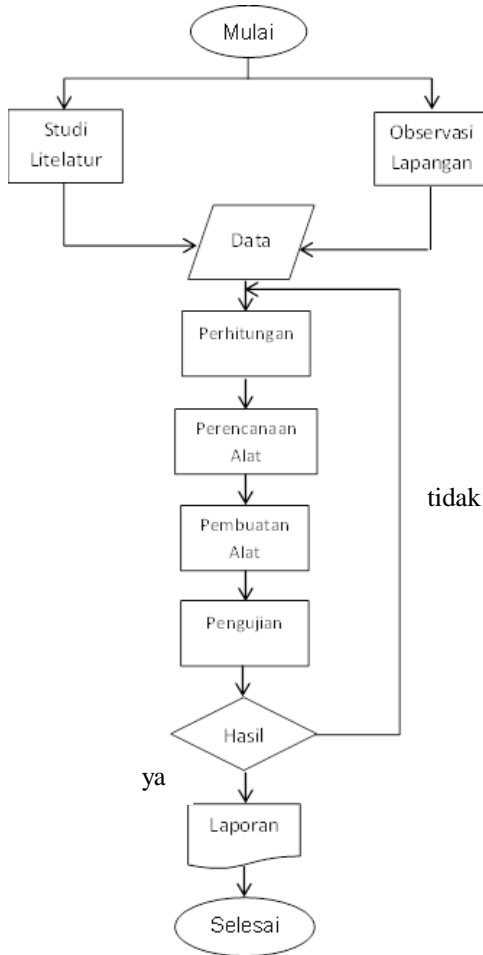 Mulai
Studi
Litelatur
Observasi
Lapangan
Data
Perhitungan
Perencanaan
Alat
tidak
Pembuatan
Alat
Pengujian
Hasil
ya
Laporan
Selesai